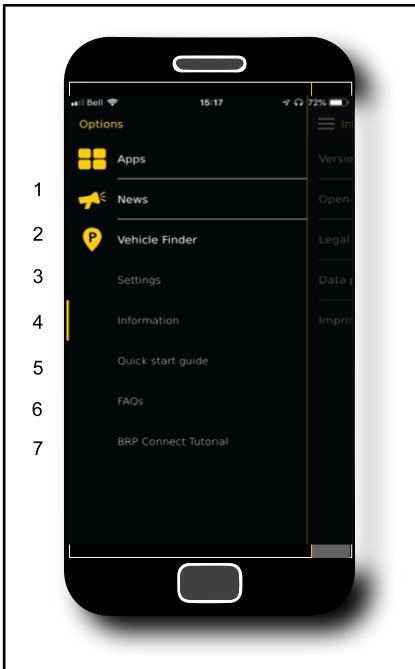 Bell 15:17 72%
Options
Apps
1 News
2 P Vehicle Finder
3 Settings
4 Information
5 Quick start guide
6 FAQs
7 BRP Connect Tutorial
Versio
Open-
Legal
Data p
Imprin